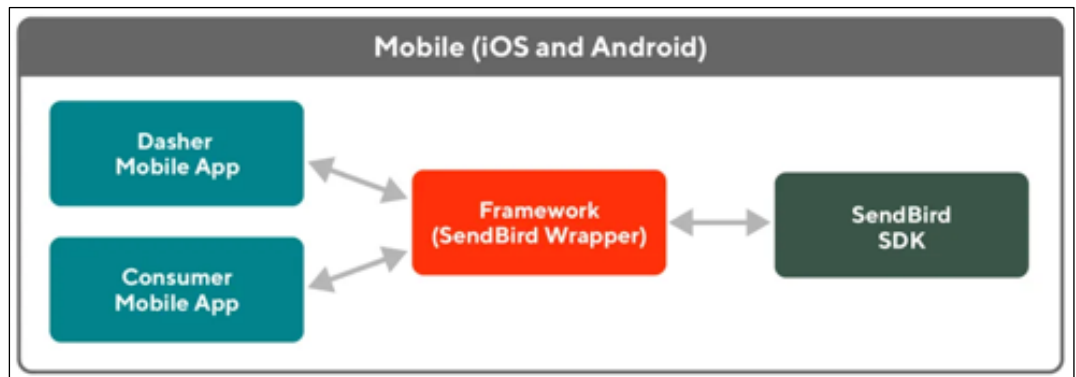 Mobile (iOS and Android)
Dasher
Mobile App
Framework
(SendBird Wrapper)
SendBird
SDK
Consumer
Mobile App